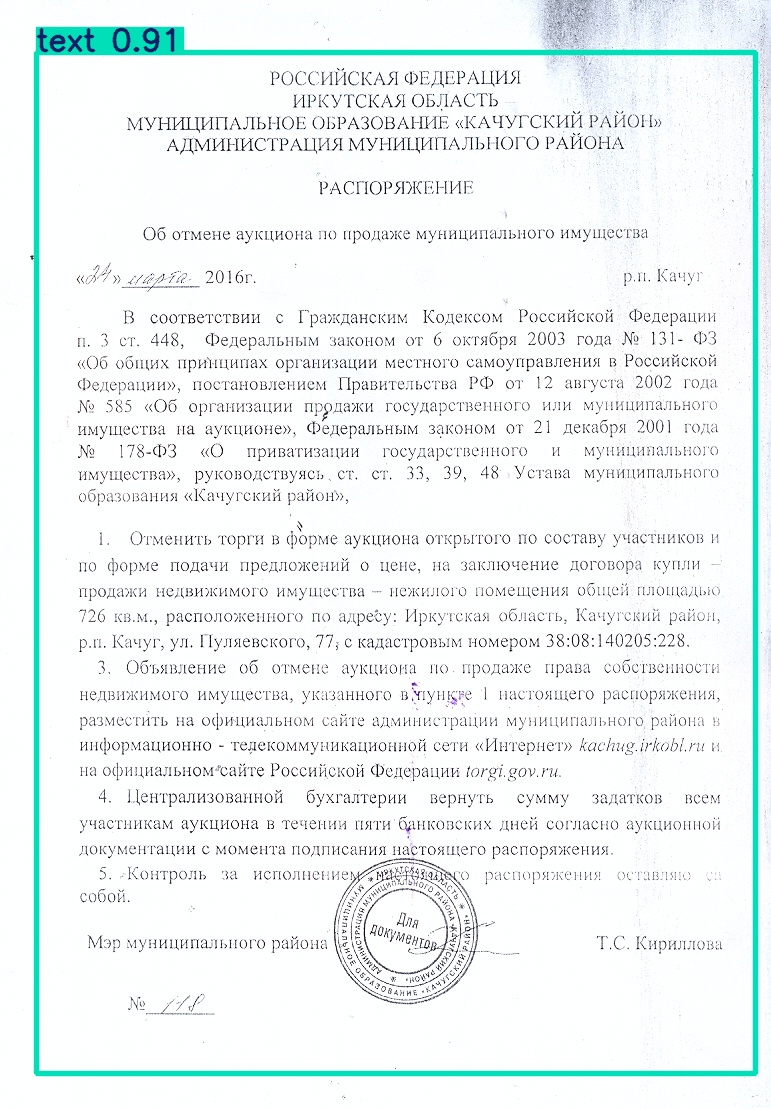 text 0.91
РОССИЙСКАЯ ФЕДЕРАЦИЯ
ИРКУТСКАЯ ОБЛАСТЬ
МУНИЦИПАЛЬНОЕ ОБРАЗОВАНИЕ «КАЧУГСКИЙ РАЙОН»
АДМИНИСТРАЦИЯ МУНИЦИПАЛЬНОГО РАЙОНА
РАСПОРЯЖЕНИЕ
Об отмене аукциона по продаже муниципального имущества
«24» марта 2016г. р.п. Качуг
В соответствии с Гражданским Кодексом Российской Федерации
п. 3 ст. 448, Федеральным законом от 6 октября 2003 года № 131- ФЗ
«Об общих принципах организации местного самоуправления в Российской
Федерации», постановлением Правительства РФ от 12 августа 2002 года
№ 585 «Об организации продажи государственного или муниципального
имущества на аукционе», Федеральным законом от 21 декабря 2001 года
№ 178-ФЗ «О приватизации государственного и муниципального
имущества», руководствуясь ст. ст. 33, 39, 48 Устава муниципального
образования «Качугский район»,
1. Отменить торги в форме аукциона открытого по составу участников и
по форме подачи предложений о цене, на заключение договора купли –
продажи недвижимого имущества – нежилого помещения общей площадью
726 кв.м., расположенного по адресу: Иркутская область, Качугский район,
р.п. Качуг, ул. Пуляевского, 77, с кадастровым номером 38:08:140205:228.
3. Объявление об отмене аукциона по продаже права собственности
недвижимого имущества, указанного в пункте 1 настоящего распоряжения,
разместить на официальном сайте администрации муниципального района в
информационно - телекоммуникационной сети «Интернет» kachug.irkobl.ru и
на официальном сайте Российской Федерации torgi.gov.ru.
4. Централизованной бухгалтерии вернуть сумму задатков всем
участникам аукциона в течении пяти банковских дней согласно аукционной
документации с момента подписания настоящего распоряжения.
5. Контроль за исполнением настоящего распоряжения оставляю за
собой.
Мэр муниципального района Т.С. Кириллова
Для
документов
МУНИЦИПАЛЬНОЕ ОБРАЗОВАНИЕ «КАЧУГСКИЙ РАЙОН» ИРКУТСКАЯ ОБЛАСТЬ
АДМИНИСТРАЦИЯ МУНИЦИПАЛЬНОГО РАЙОНА «КАЧУГСКИЙ РАЙОН»
№ 118